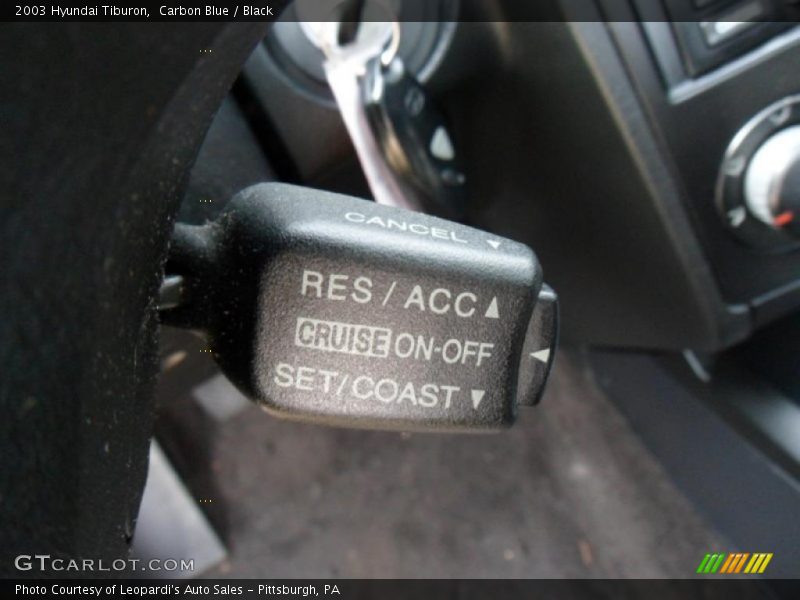 2003 Hyundai Tiburon,  Carbon Blue / Black
CANCEL ▼
RES / ACC ▲
CRUISE ON-OFF ◀
SET/COAST ▼
GTCARLOT.COM
Photo Courtesy of Leopardi's Auto Sales - Pittsburgh, PA